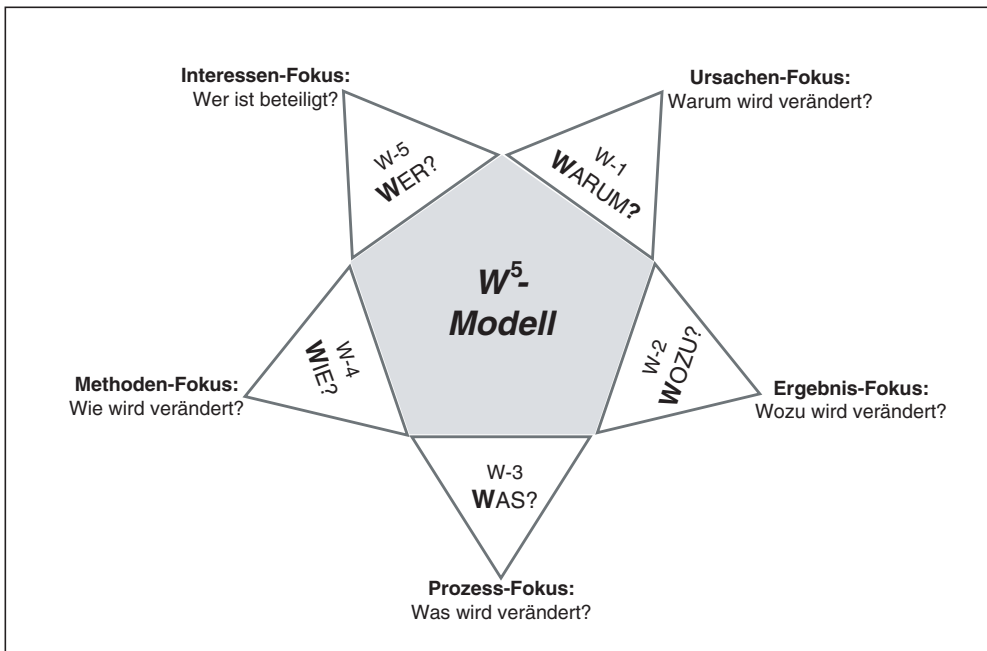 Interessen-Fokus:
Wer ist beteiligt?
Ursachen-Fokus:
Warum wird verändert?
W-5
WER?
W-1
WARUM?
W⁵-
Modell
W-4
WIE?
W-2
WOZU?
Methoden-Fokus:
Wie wird verändert?
Ergebnis-Fokus:
Wozu wird verändert?
W-3
WAS?
Prozess-Fokus:
Was wird verändert?